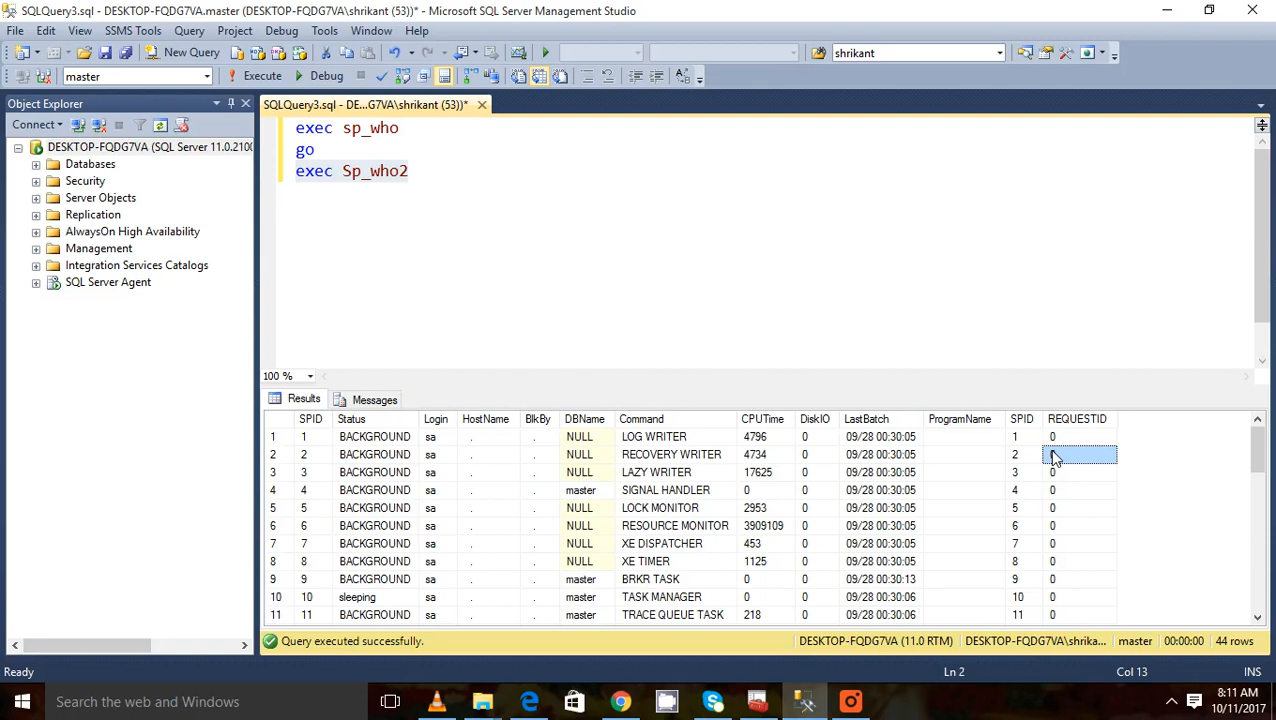 SQLQuery3.sql - DESKTOP-FQDG7VA.master (DESKTOP-FQDG7VA\shrikant (53))* - Microsoft SQL Server Management Studio
File Edit View SSMS Tools Query Project Debug Tools Window Help
New Query shrikant
master Execute Debug
Object Explorer
SQLQuery3.sql - DE...G7VA\shrikant (53))*
Connect
DESKTOP-FQDG7VA (SQL Server 11.0.2100
Databases
Security
Server Objects
Replication
AlwaysOn High Availability
Management
Integration Services Catalogs
SQL Server Agent
exec sp_who
go
exec Sp_who2
100 %
Results Messages
SPID Status Login HostName BlkBy DBName Command CPUTime DiskIO LastBatch ProgramName SPID REQUESTID
1 1 BACKGROUND sa . . NULL LOG WRITER 4796 0 09/28 00:30:05 1 0
2 2 BACKGROUND sa . . NULL RECOVERY WRITER 4734 0 09/28 00:30:05 2
3 3 BACKGROUND sa . . NULL LAZY WRITER 17625 0 09/28 00:30:05 3 0
4 4 BACKGROUND sa . . master SIGNAL HANDLER 0 0 09/28 00:30:05 4 0
5 5 BACKGROUND sa . . NULL LOCK MONITOR 2953 0 09/28 00:30:05 5 0
6 6 BACKGROUND sa . . NULL RESOURCE MONITOR 3909109 0 09/28 00:30:05 6 0
7 7 BACKGROUND sa . . NULL XE DISPATCHER 453 0 09/28 00:30:05 7 0
8 8 BACKGROUND sa . . NULL XE TIMER 1125 0 09/28 00:30:05 8 0
9 9 BACKGROUND sa . . master BRKR TASK 0 0 09/28 00:30:13 9 0
10 10 sleeping sa . . master TASK MANAGER 0 0 09/28 00:30:06 10 0
11 11 BACKGROUND sa . . master TRACE QUEUE TASK 218 0 09/28 00:30:06 11 0
Query executed successfully. DESKTOP-FQDG7VA (11.0 RTM) DESKTOP-FQDG7VA\shrika... master 00:00:00 44 rows
Ready Ln 2 Col 13 INS
Search the web and Windows
8:11 AM
10/11/2017